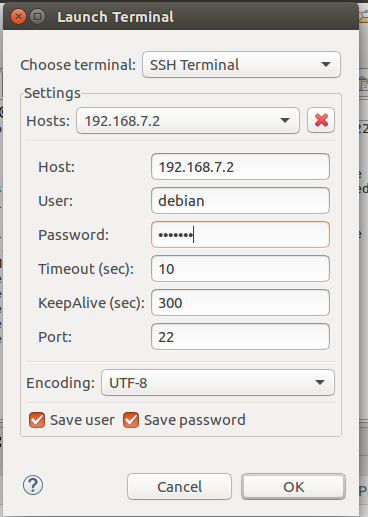 Launch Terminal
Choose terminal: SSH Terminal
Settings
Hosts: 192.168.7.2
Host: 192.168.7.2
User: debian
Password: •••••••
Timeout (sec): 10
KeepAlive (sec): 300
Port: 22
Encoding: UTF-8
Save user Save password
? Cancel OK